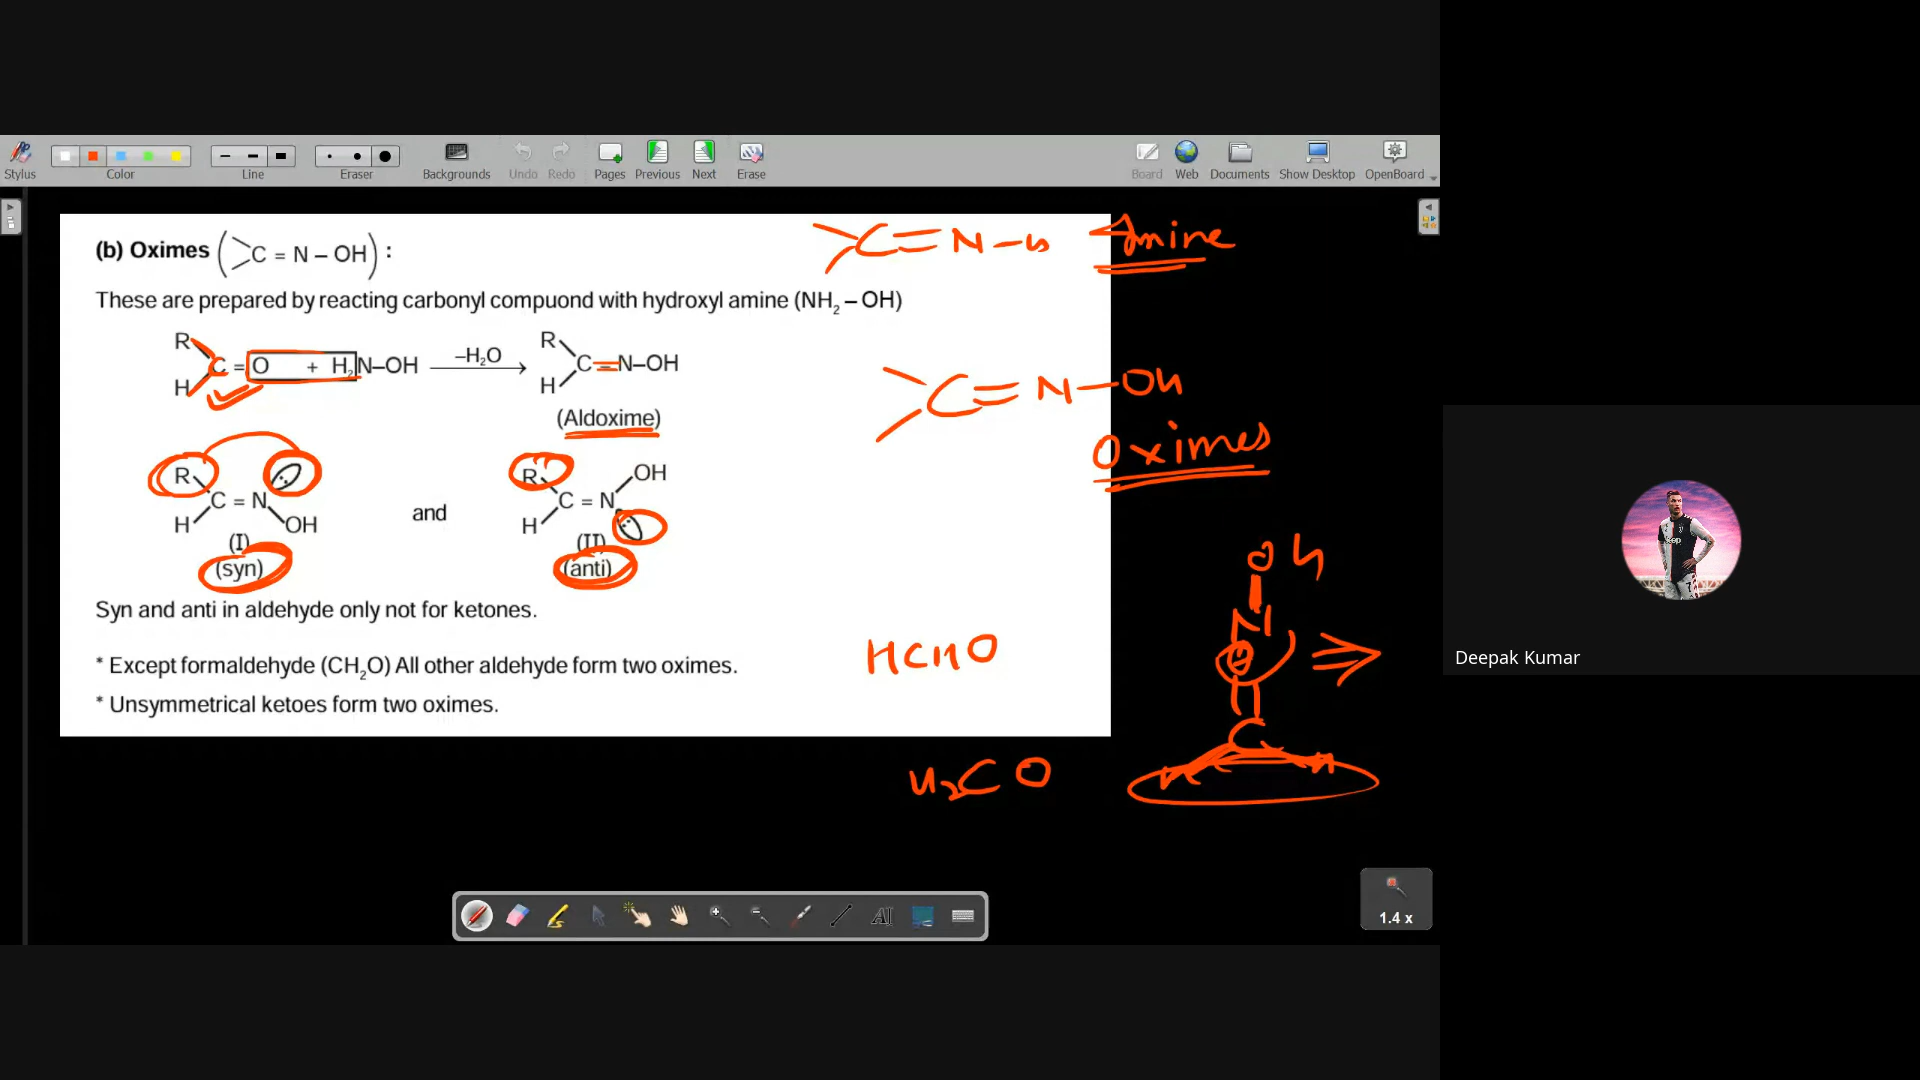 Stylus
Color
Line
Eraser
Backgrounds
Undo
Redo
Pages
Previous
Next
Erase
Board
Web
Documents
Show Desktop
OpenBoard
(b) Oximes (>C = N – OH) :
C=N–H
Amine
These are prepared by reacting carbonyl compuond with hydroxyl amine (NH₂ – OH)
R
H
C = O + H₂N–OH
–H₂O
R
H
C=N–OH
(Aldoxime)
C=N–OH
Oximes
R
H
C = N
OH
(I)
(syn)
and
R
H
C = N
OH
(II)
(anti)
Syn and anti in aldehyde only not for ketones.
* Except formaldehyde (CH₂O) All other aldehyde form two oximes.
* Unsymmetrical ketoes form two oximes.
HCHO
H₂CO
OH
N
C
Deepak Kumar
1.4 x